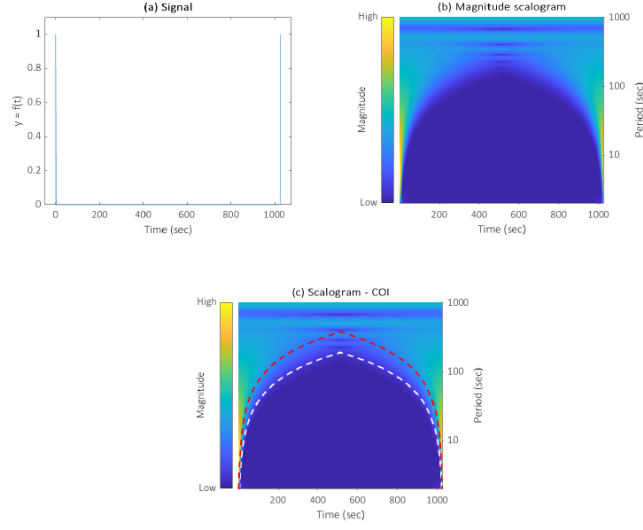 (a) Signal
y = f(t)
1
0.8
0.6
0.4
0.2
0
0 200 400 600 800 1000
Time (sec)
(b) Magnitude scalogram
High
Magnitude
Low
1000
100
10
Period (sec)
200 400 600 800 1000
Time (sec)
(c) Scalogram - COI
High
Magnitude
Low
1000
100
10
Period (sec)
200 400 600 800 1000
Time (sec)